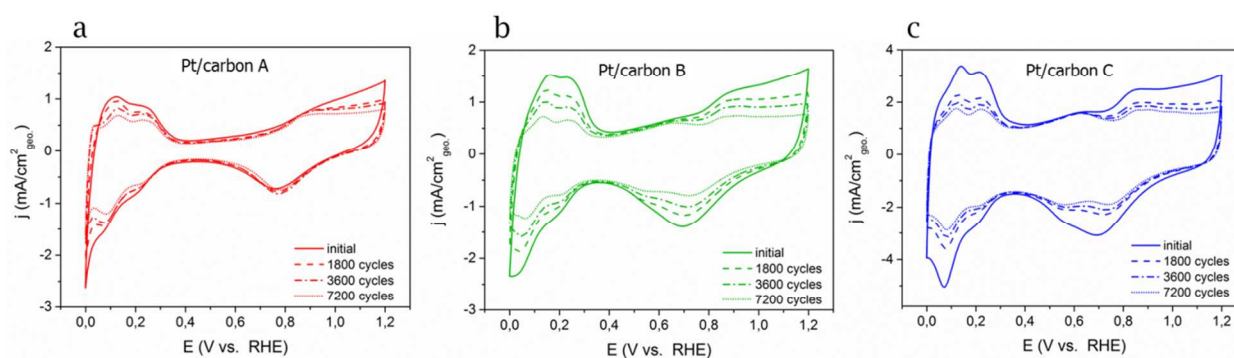 a
Pt/carbon A
j (mA/cm²geo.)
2
1
0
-1
-2
-3
initial
1800 cycles
3600 cycles
7200 cycles
0,0 0,2 0,4 0,6 0,8 1,0 1,2
E (V vs. RHE)
b
Pt/carbon B
j (mA/cm²geo.)
2
1
0
-1
-2
-3
initial
1800 cycles
3600 cycles
7200 cycles
0,0 0,2 0,4 0,6 0,8 1,0 1,2
E (V vs. RHE)
c
Pt/carbon C
j (mA/cm²geo.)
4
2
0
-2
-4
initial
1800 cycles
3600 cycles
7200 cycles
0,0 0,2 0,4 0,6 0,8 1,0 1,2
E (V vs. RHE)